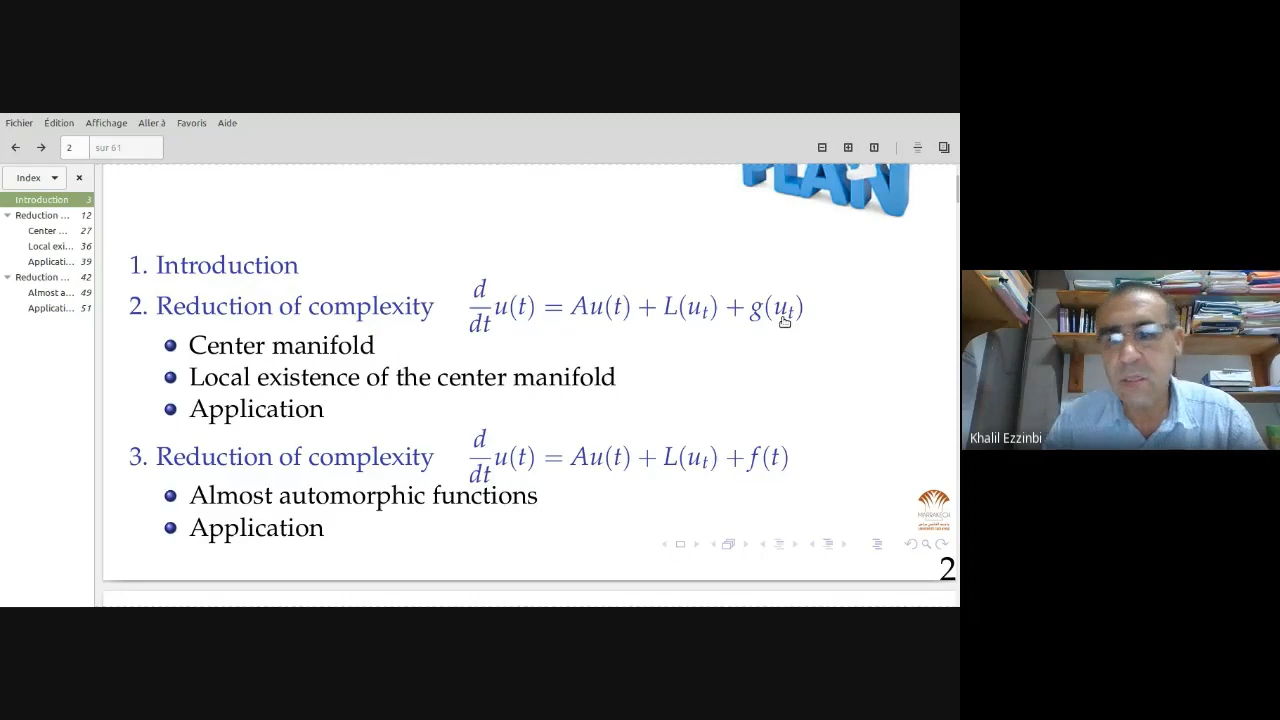 Fichier Édition Affichage Aller à Favoris Aide
2 sur 61
Index
Introduction 3
Reduction ... 12
Center ... 27
Local exi... 36
Applicati... 39
Reduction ... 42
Almost a... 49
Applicati... 51
PLAN
1. Introduction
2. Reduction of complexity d/dt u(t) = Au(t) + L(u_t) + g(u_t)
Center manifold
Local existence of the center manifold
Application
3. Reduction of complexity d/dt u(t) = Au(t) + L(u_t) + f(t)
Almost automorphic functions
Application
MARRAKECH
2
Khalil Ezzinbi